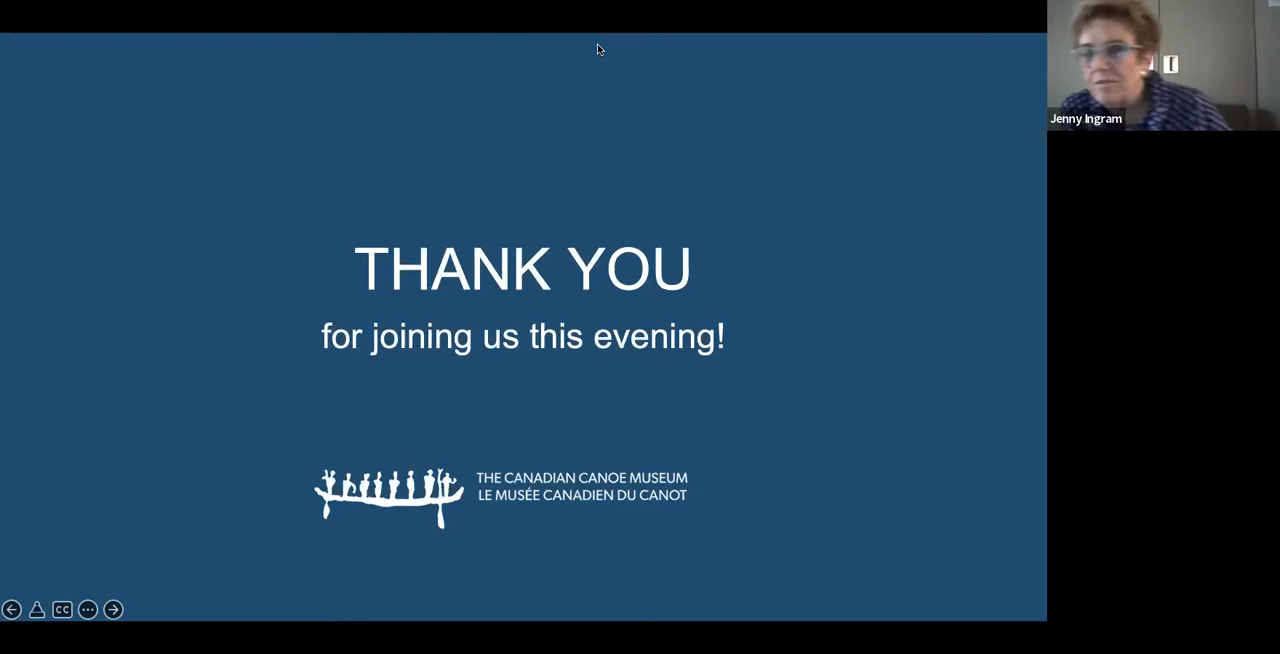 Jenny Ingram
THANK YOU
for joining us this evening!
THE CANADIAN CANOE MUSEUM
LE MUSÉE CANADIEN DU CANOT
CC